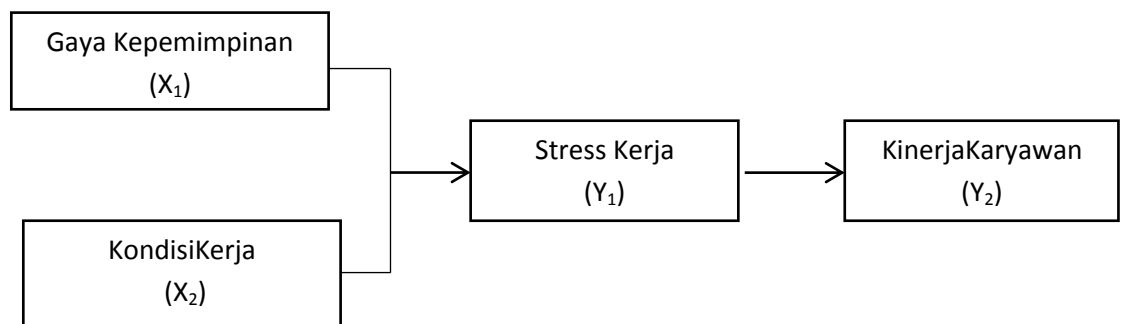 Gaya Kepemimpinan
(X₁)
Stress Kerja
(Y₁)
KinerjaKaryawan
(Y₂)
KondisiKerja
(X₂)